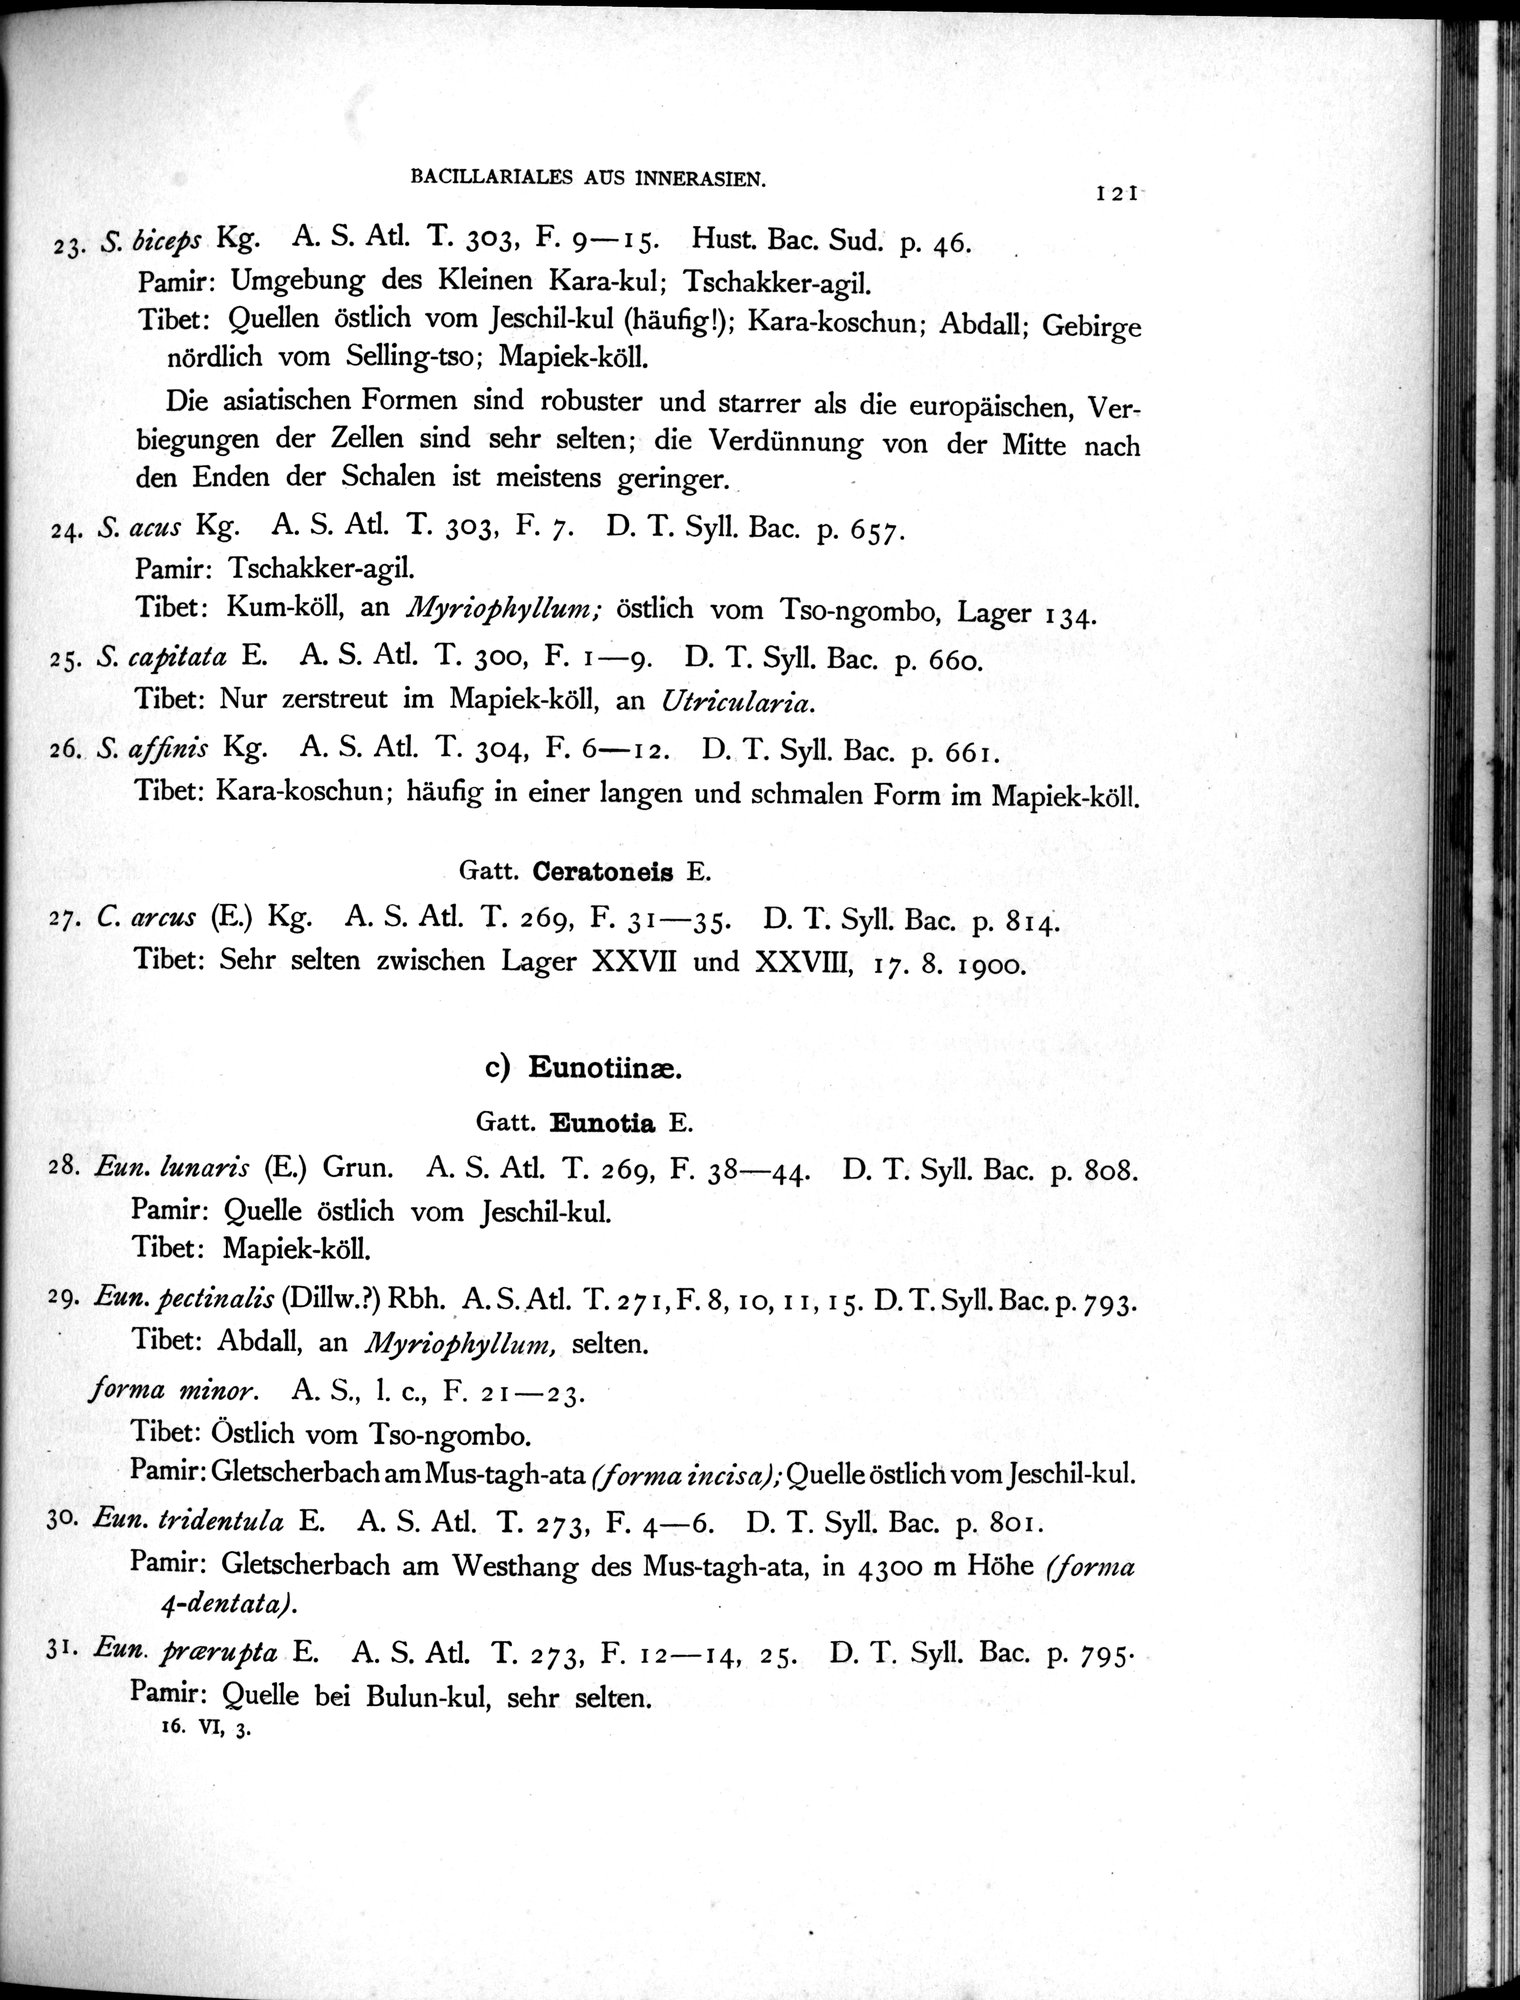 BACILLARIALES AUS INNERASIEN.
121
23. S. biceps Kg. A. S. Atl. T. 303, F. 9—15. Hust. Bac. Sud. p. 46.
Pamir: Umgebung des Kleinen Kara-kul; Tschakker-agil.
Tibet: Quellen östlich vom Jeschil-kul (häufig!); Kara-koschun; Abdall; Gebirge
nördlich vom Selling-tso; Mapiek-köll.
Die asiatischen Formen sind robuster und starrer als die europäischen, Ver-
biegungen der Zellen sind sehr selten; die Verdünnung von der Mitte nach
den Enden der Schalen ist meistens geringer.
24. S. acus Kg. A. S. Atl. T. 303, F. 7. D. T. Syll. Bac. p. 657.
Pamir: Tschakker-agil.
Tibet: Kum-köll, an Myriophyllum; östlich vom Tso-ngombo, Lager 134.
25. S. capitata E. A. S. Atl. T. 300, F. 1—9. D. T. Syll. Bac. p. 660.
Tibet: Nur zerstreut im Mapiek-köll, an Utricularia.
26. S. affinis Kg. A. S. Atl. T. 304, F. 6—12. D. T. Syll. Bac. p. 661.
Tibet: Kara-koschun; häufig in einer langen und schmalen Form im Mapiek-köll.
Gatt. Ceratoneis E.
27. C. arcus (E.) Kg. A. S. Atl. T. 269, F. 31—35. D. T. Syll. Bac. p. 814.
Tibet: Sehr selten zwischen Lager XXVII und XXVIII, 17. 8. 1900.
c) Eunotiinæ.
Gatt. Eunotia E.
28. Eun. lunaris (E.) Grun. A. S. Atl. T. 269, F. 38—44. D. T. Syll. Bac. p. 808.
Pamir: Quelle östlich vom Jeschil-kul.
Tibet: Mapiek-köll.
29. Eun. pectinalis (Dillw.?) Rbh. A. S. Atl. T. 271, F. 8, 10, 11, 15. D. T. Syll. Bac. p. 793.
Tibet: Abdall, an Myriophyllum, selten.
forma minor. A. S., l. c., F. 21—23.
Tibet: Östlich vom Tso-ngombo.
Pamir: Gletscherbach am Mus-tagh-ata (forma incisa); Quelle östlich vom Jeschil-kul.
30. Eun. tridentula E. A. S. Atl. T. 273, F. 4—6. D. T. Syll. Bac. p. 801.
Pamir: Gletscherbach am Westhang des Mus-tagh-ata, in 4300 m Höhe (forma
4-dentata).
31. Eun. prærupta E. A. S. Atl. T. 273, F. 12—14, 25. D. T. Syll. Bac. p. 795.
Pamir: Quelle bei Bulun-kul, sehr selten.
16. VI, 3.